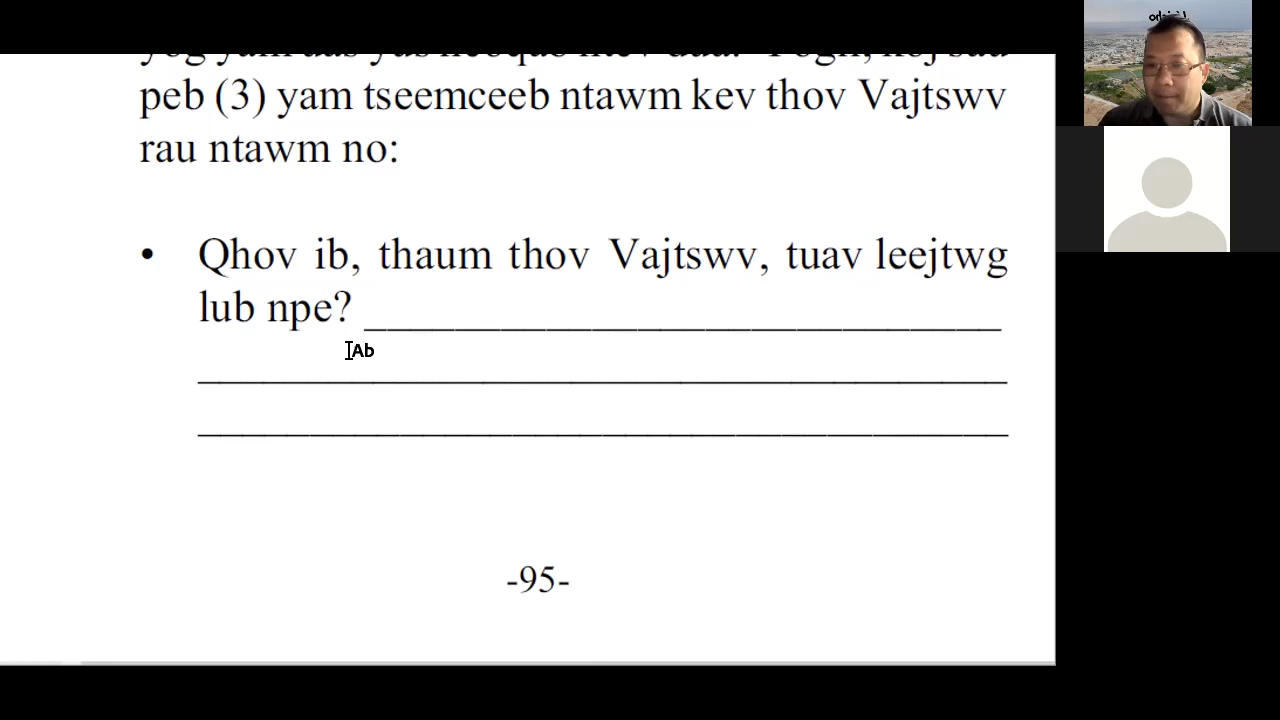 peb (3) yam tseemceeb ntawm kev thov Vajtswv
rau ntawm no:
• Qhov ib, thaum thov Vajtswv, tuav leejtwg
lub npe?
Ab
-95-